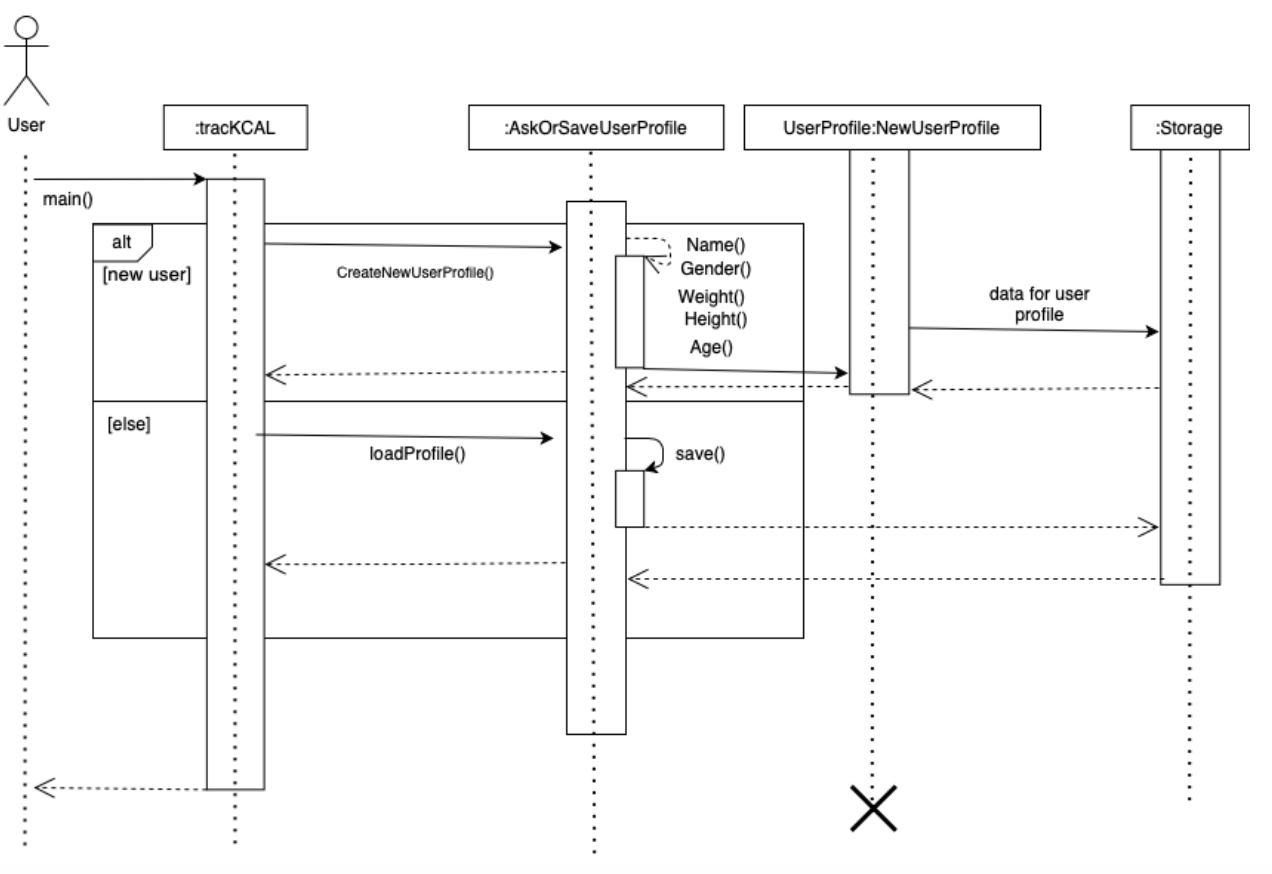 User
:tracKCAL
:AskOrSaveUserProfile
UserProfile:NewUserProfile
:Storage
main()
alt
[new user]
CreateNewUserProfile()
Name()
Gender()
Weight()
Height()
Age()
data for user
profile
[else]
loadProfile()
save()